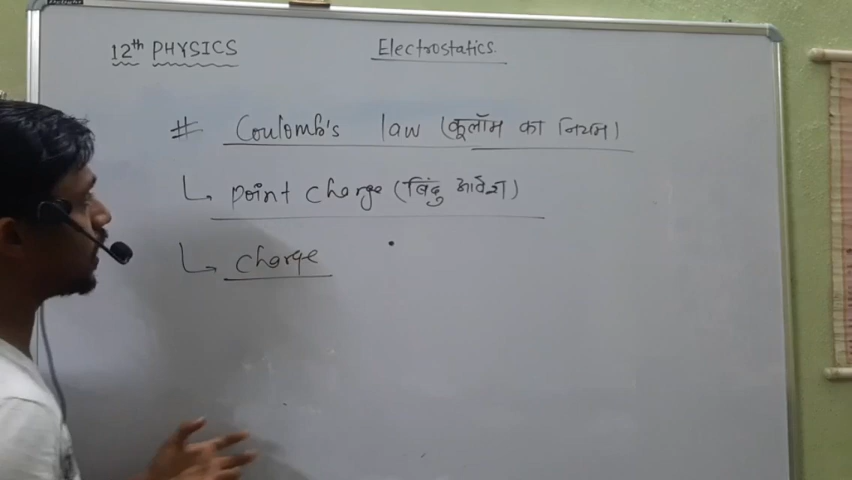 12th PHYSICS
Electrostatics.
# Coulomb's law (कूलॉम का नियम)
↳ point charge (बिंदु आवेश)
↳ charge